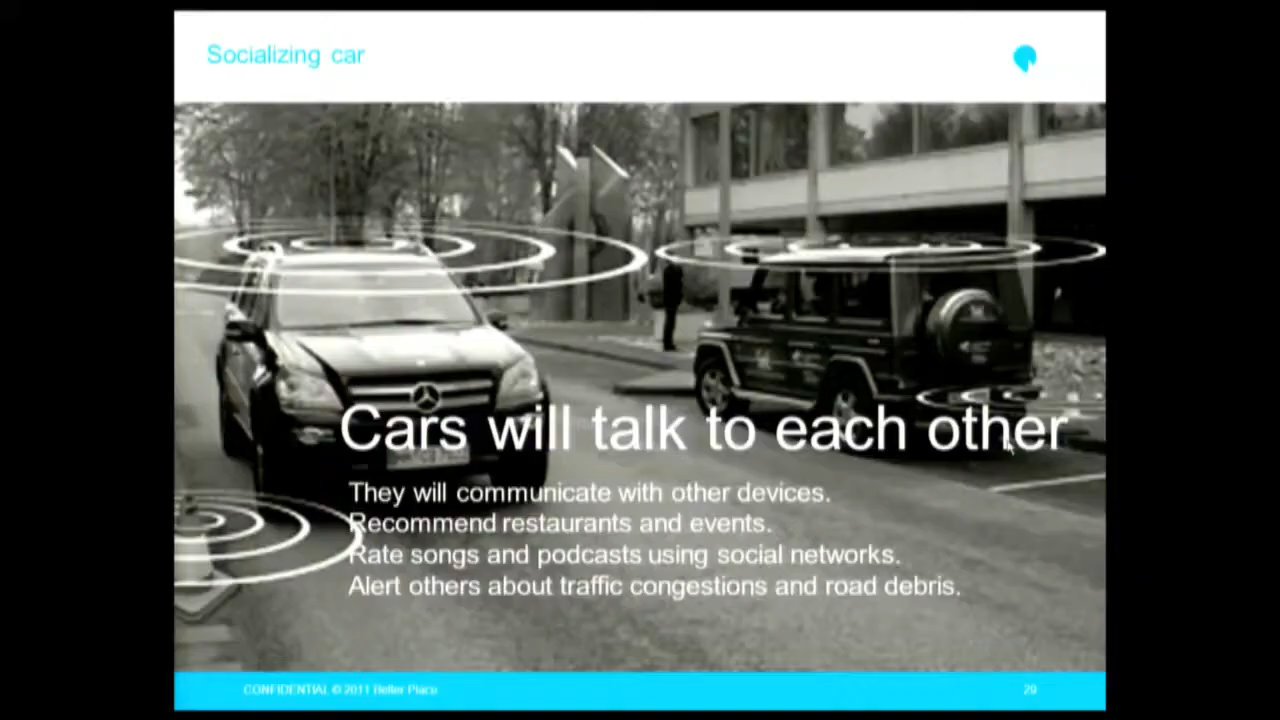 Socializing car
Cars will talk to each other
They will communicate with other devices.
Recommend restaurants and events.
Rate songs and podcasts using social networks.
Alert others about traffic congestions and road debris.
CONFIDENTIAL © 2011 Better Place
29